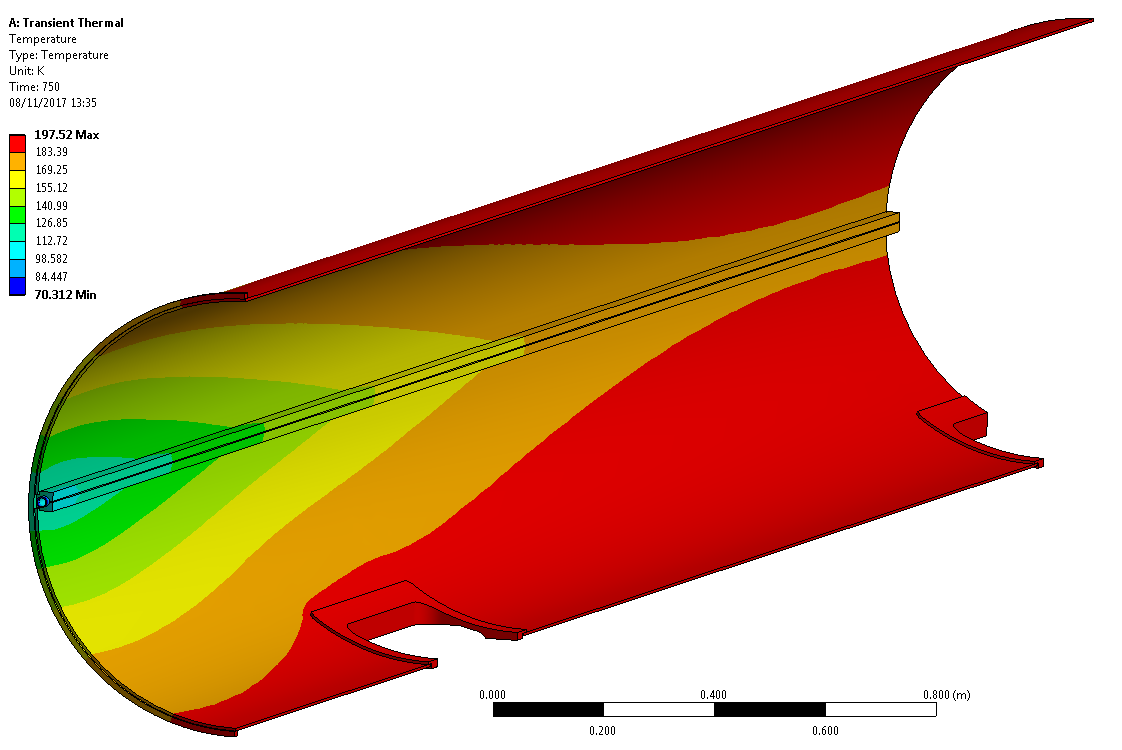 A: Transient Thermal
Temperature
Type: Temperature
Unit: K
Time: 750
08/11/2017 13:35
197.52 Max
183.39
169.25
155.12
140.99
126.85
112.72
98.582
84.447
70.312 Min
0.000 0.400 0.800 (m)
0.200 0.600